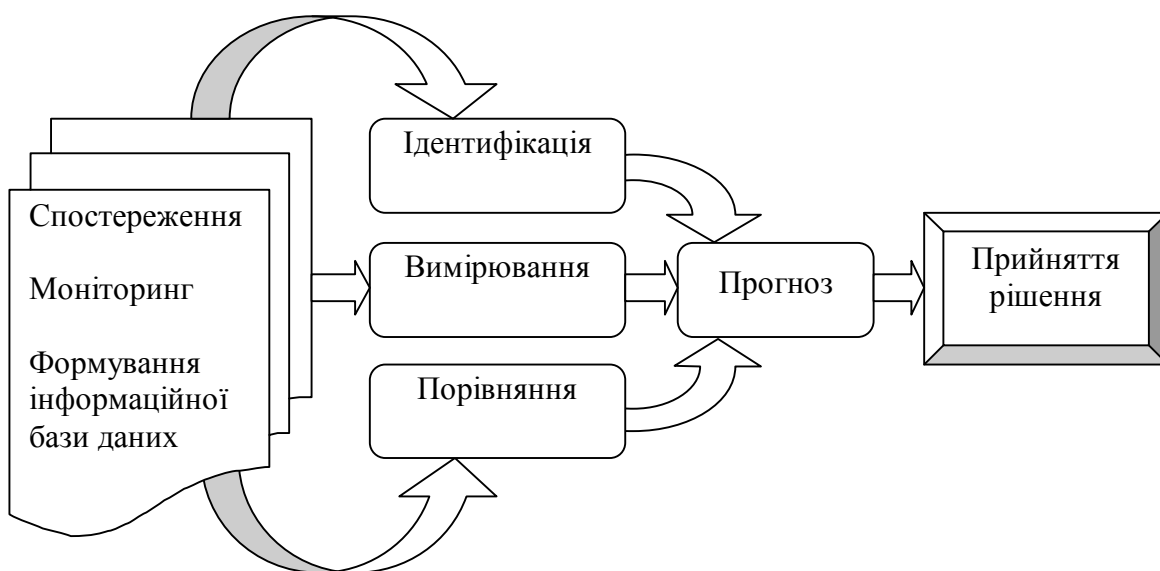 Спостереження
Моніторинг
Формування
інформаційної
бази даних
Ідентифікація
Вимірювання
Порівняння
Прогноз
Прийняття
рішення